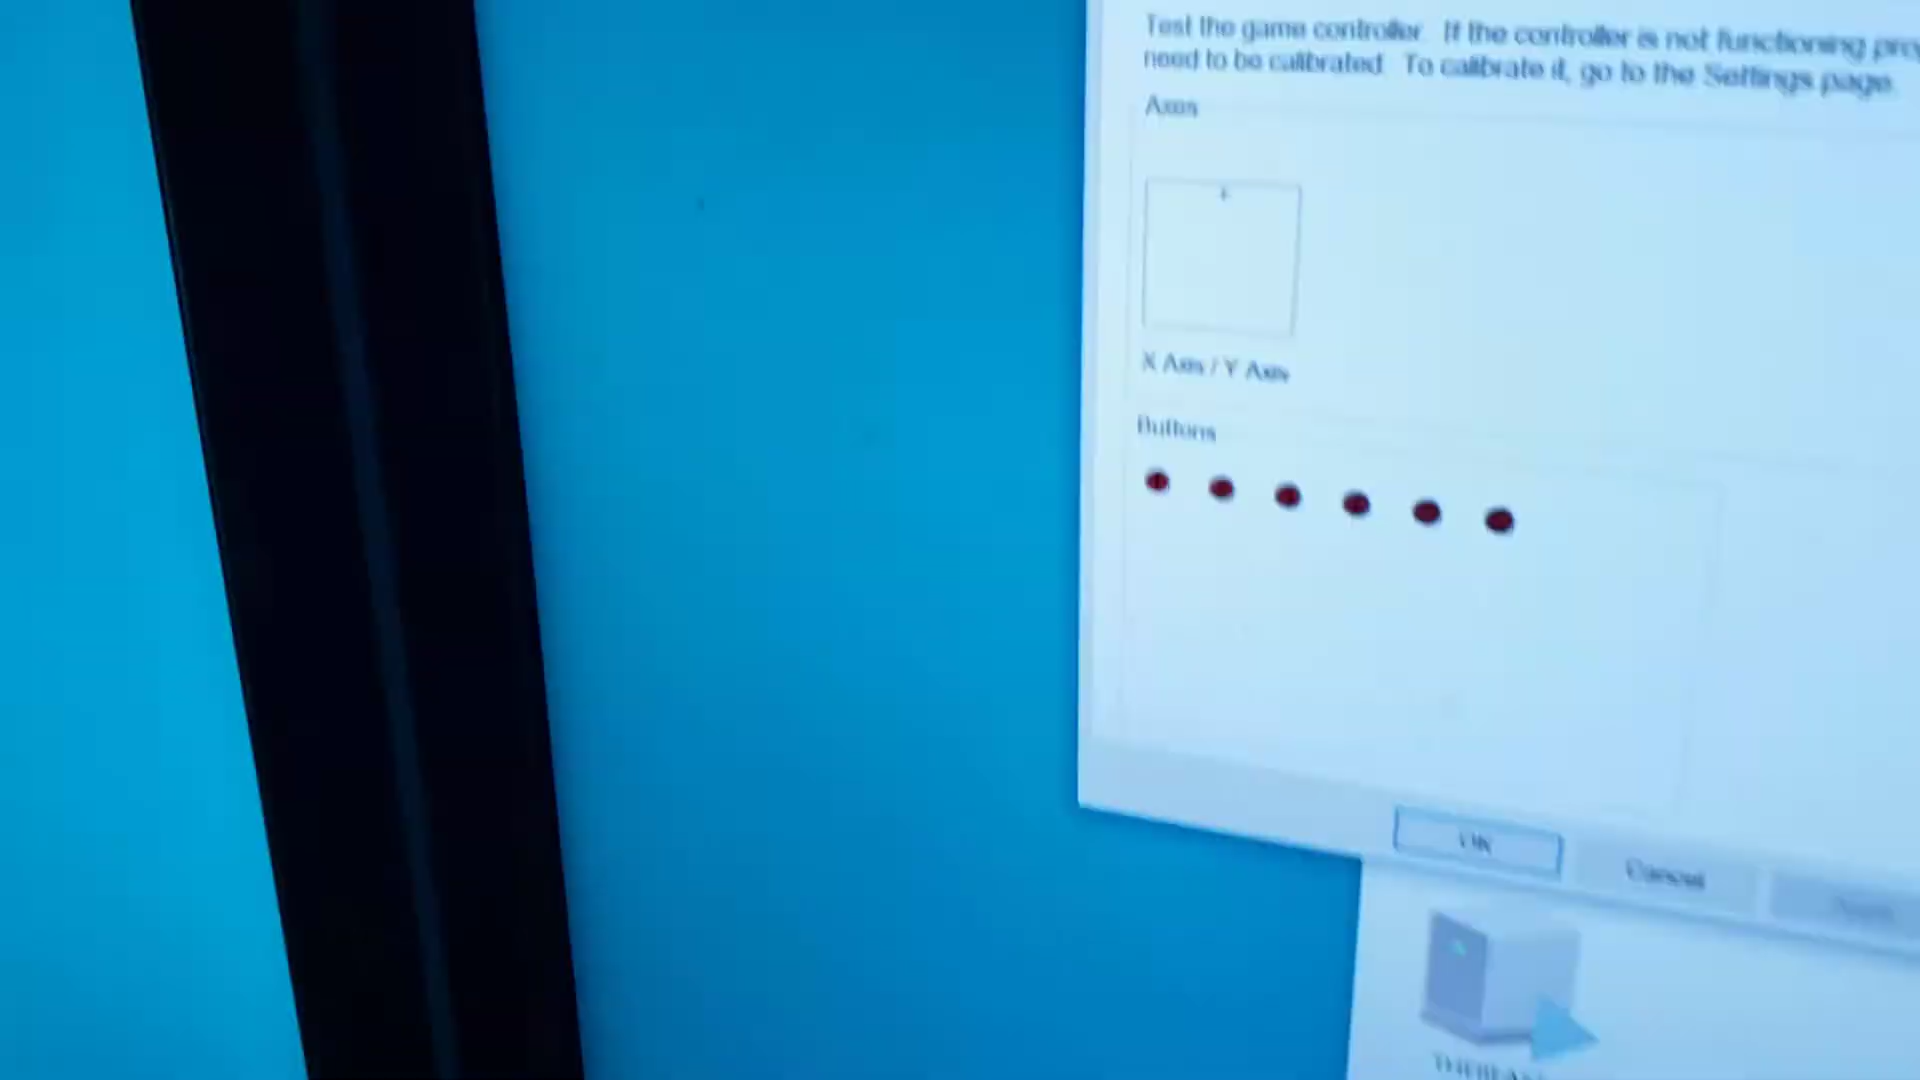 Test the game controller. If the controller is not functioning
need to be calibrated. To calibrate it, go to the Settings page.
Axes
X Axis / Y Axis
Buttons
OK
Cancel